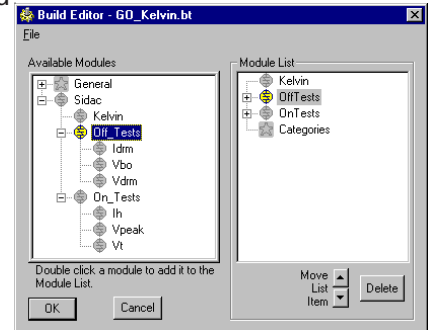 Build Editor - GO_Kelvin.bt
File
Available Modules
General
Sidac
Kelvin
Off_Tests
Idrm
Vbo
Vdrm
On_Tests
Ih
Vpeak
Vt
Double click a module to add it to the
Module List.
OK
Cancel
Module List
Kelvin
OffTests
OnTests
Categories
Move
List
Item
Delete